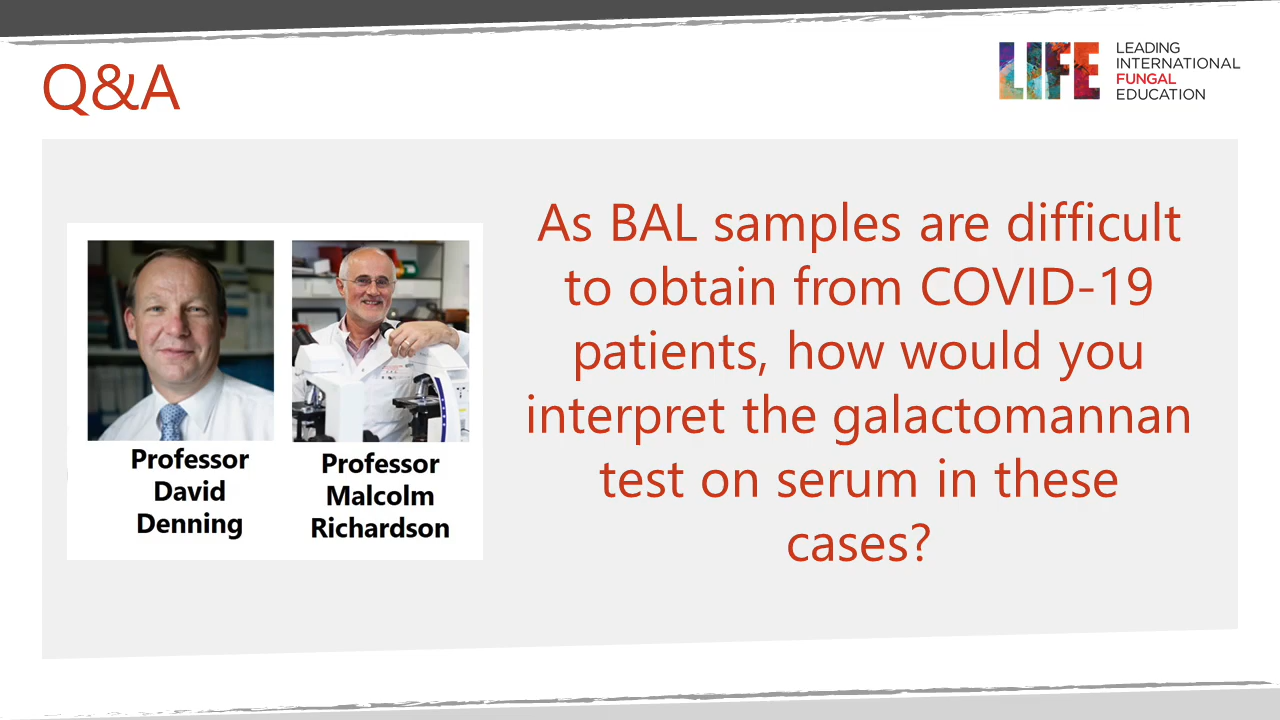 Q&A
LIFE
LEADING
INTERNATIONAL
FUNGAL
EDUCATION
Professor
David
Denning
Professor
Malcolm
Richardson
As BAL samples are difficult
to obtain from COVID-19
patients, how would you
interpret the galactomannan
test on serum in these
cases?